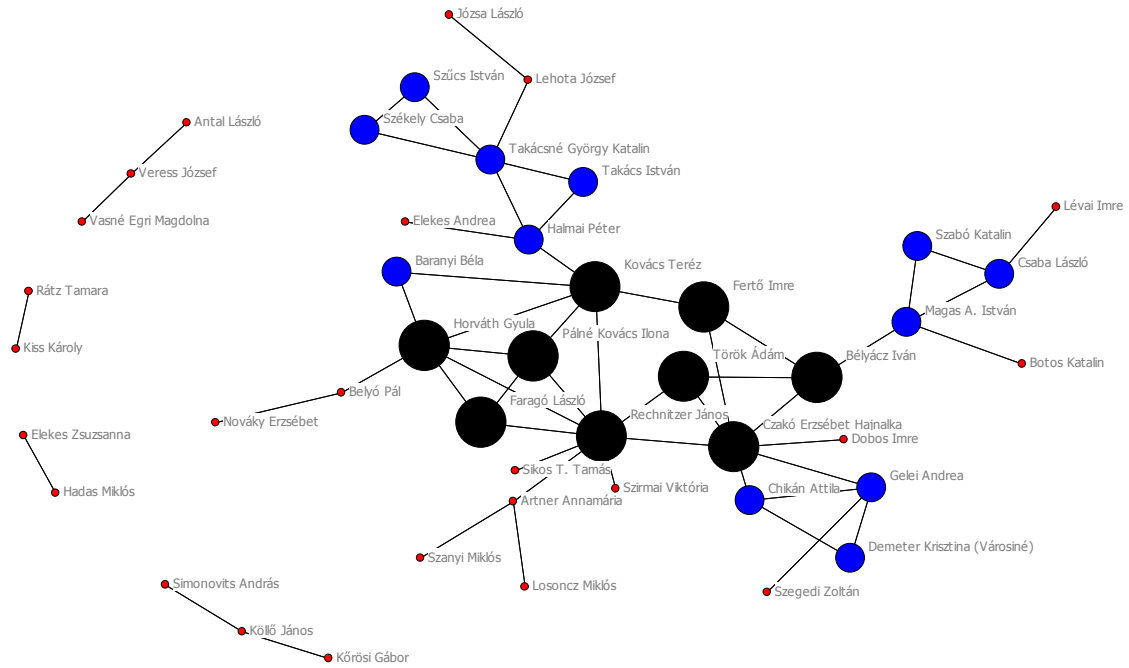 Józsa László
Szűcs István
Lehota József
Székely Csaba
Antal László
Takácsné György Katalin
Veress József
Takács István
Lévai Imre
Vasné Egri Magdolna
Elekes Andrea
Halmai Péter
Szabó Katalin
Baranyi Béla
Kovács Teréz
Csaba László
Fertő Imre
Rátz Tamara
Magas A. István
Horváth Gyula
Pálné Kovács Ilona
Kiss Károly
Török Ádám
Bélyácz Iván
Botos Katalin
Belyó Pál
Faragó László
Rechnitzer János
Nováky Erzsébet
Czakó Erzsébet Hajnalka
Elekes Zsuzsanna
Dobos Imre
Sikos T. Tamás
Gelei Andrea
Szirmai Viktória
Chikán Attila
Hadas Miklós
Artner Annamária
Demeter Krisztina (Városiné)
Szanyi Miklós
Simonovits András
Losoncz Miklós
Szegedi Zoltán
Köllő János
Kőrösi Gábor